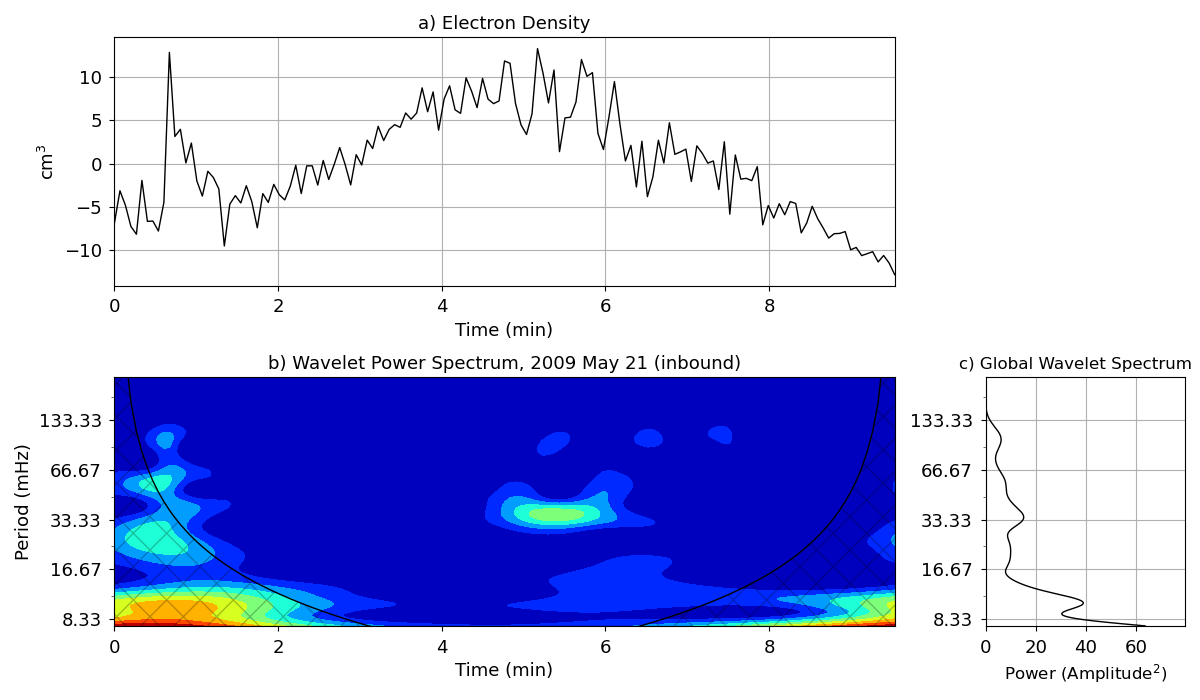 a) Electron Density
10
5
0
−5
−10
cm³
0 2 4 6 8
Time (min)
b) Wavelet Power Spectrum, 2009 May 21 (inbound)
133.33
66.67
33.33
16.67
8.33
Period (mHz)
0 2 4 6 8
Time (min)
c) Global Wavelet Spectrum
133.33
66.67
33.33
16.67
8.33
0 20 40 60
Power (Amplitude²)